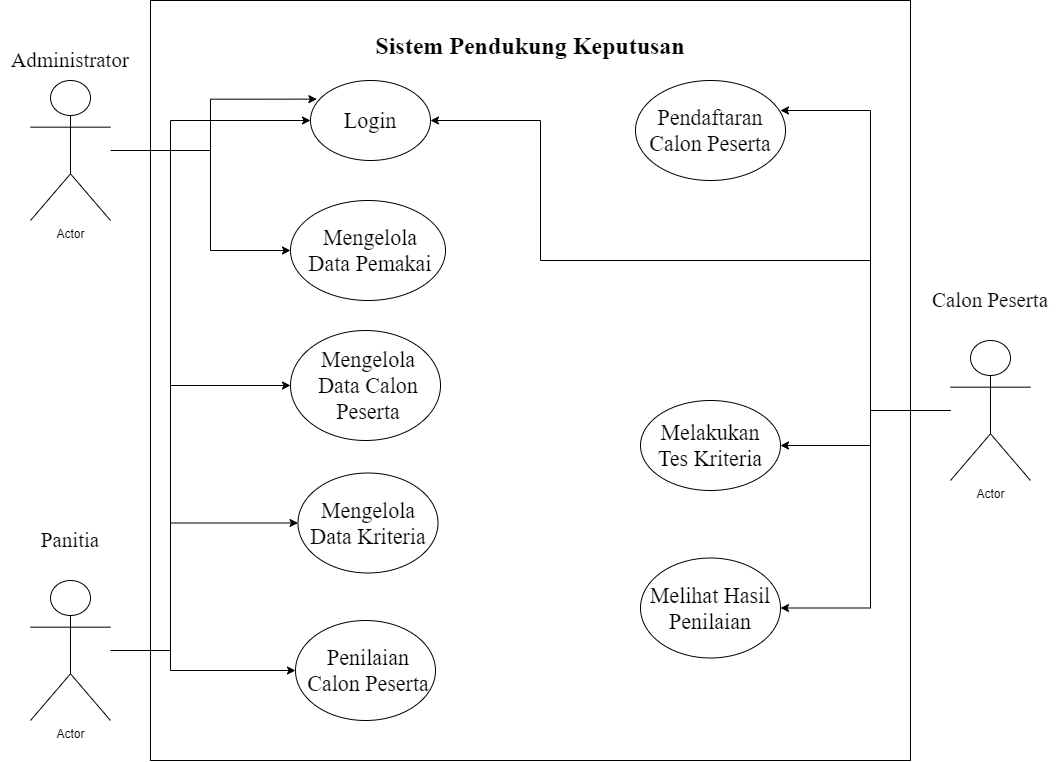 Sistem Pendukung Keputusan
Administrator
Actor
Login
Mengelola
Data Pemakai
Mengelola
Data Calon
Peserta
Mengelola
Data Kriteria
Penilaian
Calon Peserta
Panitia
Actor
Pendaftaran
Calon Peserta
Melakukan
Tes Kriteria
Melihat Hasil
Penilaian
Calon Peserta
Actor